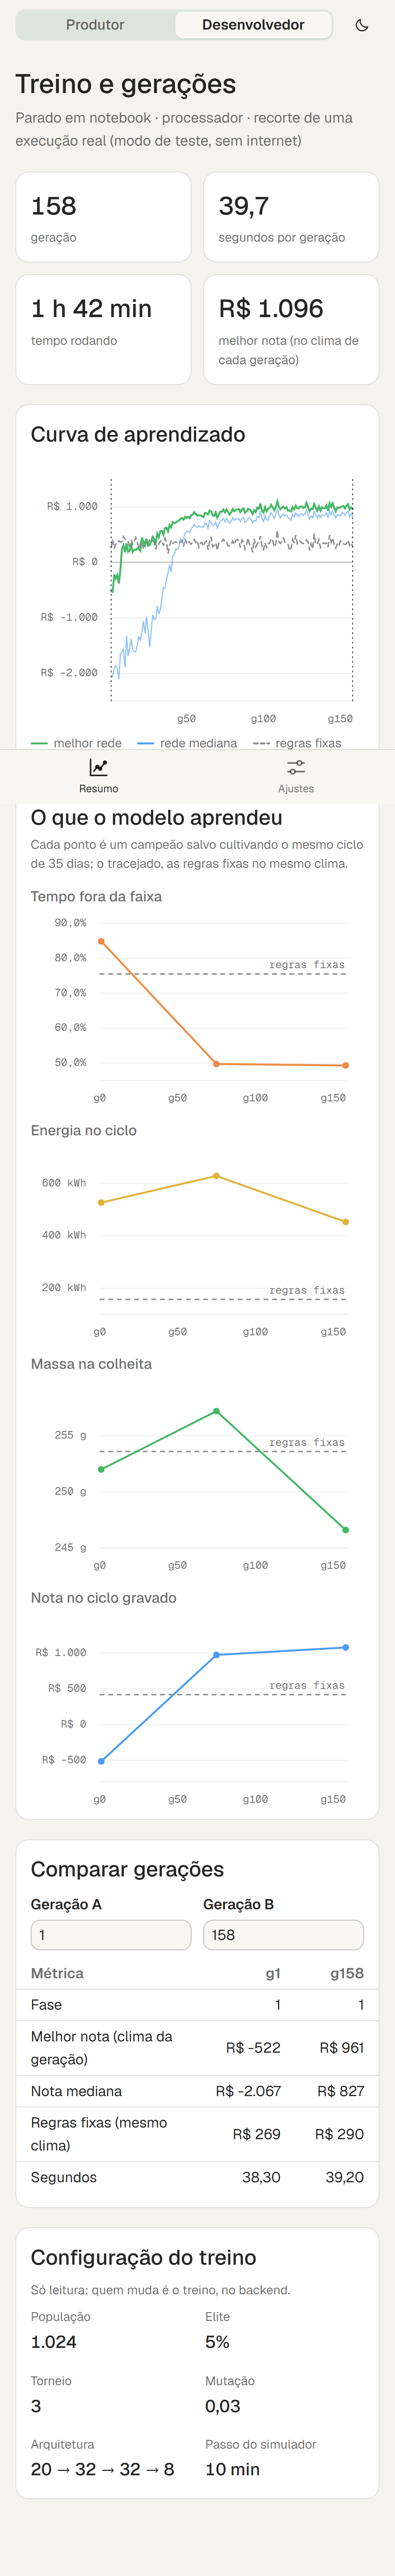 Produtor
Desenvolvedor
Treino e gerações
Parado em notebook · processador · recorte de uma
execução real (modo de teste, sem internet)
158
geração
39,7
segundos por geração
1 h 42 min
tempo rodando
R$ 1.096
melhor nota (no clima de
cada geração)
Curva de aprendizado
R$ 1.000
R$ 0
R$ -1.000
R$ -2.000
g50
g100
g150
melhor rede
rede mediana
regras fixas
Resumo
Ajustes
O que o modelo aprendeu
Cada ponto é um campeão salvo cultivando o mesmo ciclo
de 35 dias; o tracejado, as regras fixas no mesmo clima.
Tempo fora da faixa
90,0%
80,0%
regras fixas
70,0%
60,0%
50,0%
g0
g50
g100
g150
Energia no ciclo
600 kWh
400 kWh
200 kWh
regras fixas
g0
g50
g100
g150
Massa na colheita
255 g
regras fixas
250 g
245 g
g0
g50
g100
g150
Nota no ciclo gravado
R$ 1.000
R$ 500
regras fixas
R$ 0
R$ -500
g0
g50
g100
g150
Comparar gerações
Geração A
Geração B
1
158
Métrica g1 g158
Fase 1 1
Melhor nota (clima da
geração) R$ -522 R$ 961
Nota mediana R$ -2.067 R$ 827
Regras fixas (mesmo
clima) R$ 269 R$ 290
Segundos 38,30 39,20
Configuração do treino
Só leitura: quem muda é o treino, no backend.
População
1.024
Elite
5%
Torneio
3
Mutação
0,03
Arquitetura
20 → 32 → 32 → 8
Passo do simulador
10 min